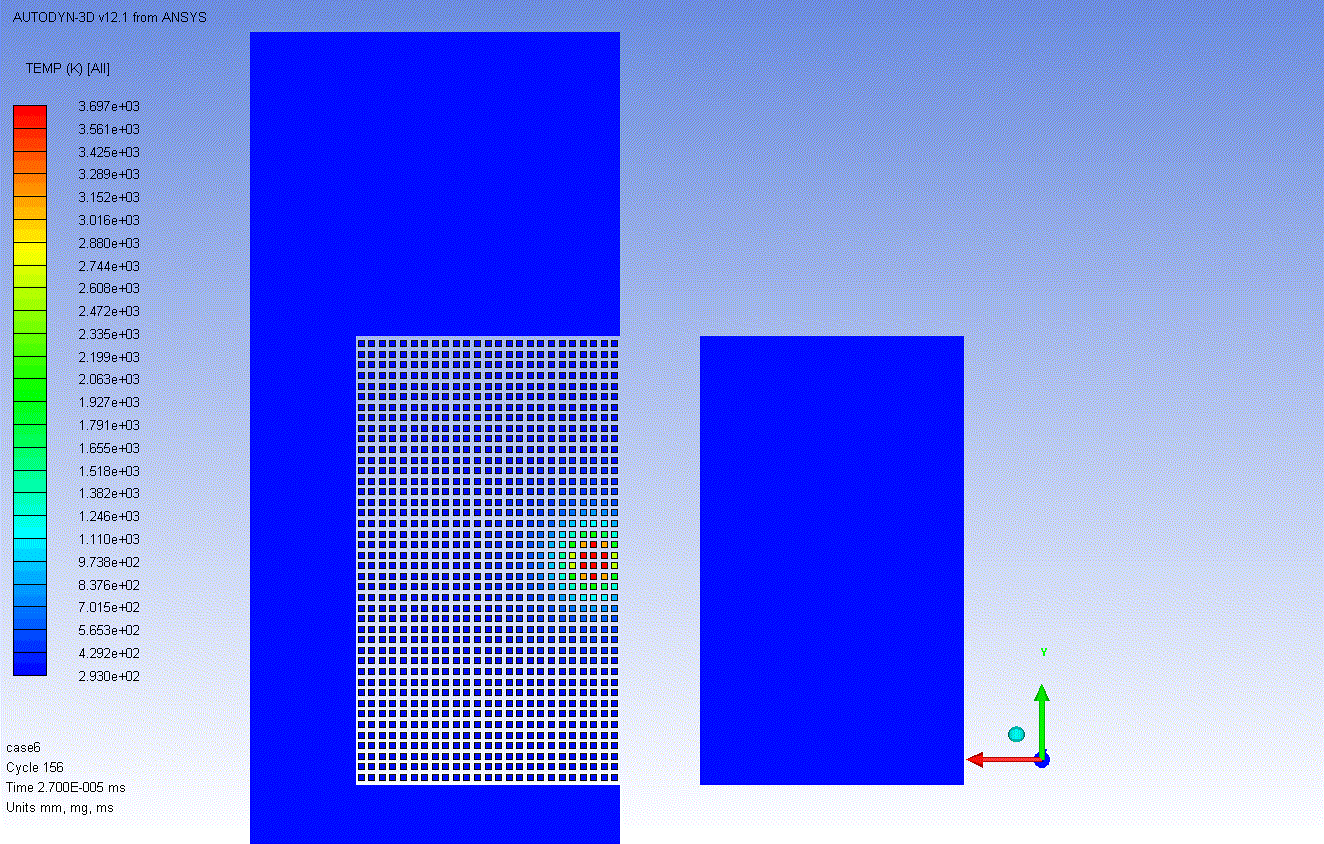 AUTODYN-3D v12.1 from ANSYS
TEMP (K) [All]
3.697e+03
3.561e+03
3.425e+03
3.289e+03
3.152e+03
3.016e+03
2.880e+03
2.744e+03
2.608e+03
2.472e+03
2.335e+03
2.199e+03
2.063e+03
1.927e+03
1.791e+03
1.655e+03
1.518e+03
1.382e+03
1.246e+03
1.110e+03
9.738e+02
8.376e+02
7.015e+02
5.653e+02
4.292e+02
2.930e+02
Y
case6
Cycle 156
Time 2.700E-005 ms
Units mm, mg, ms